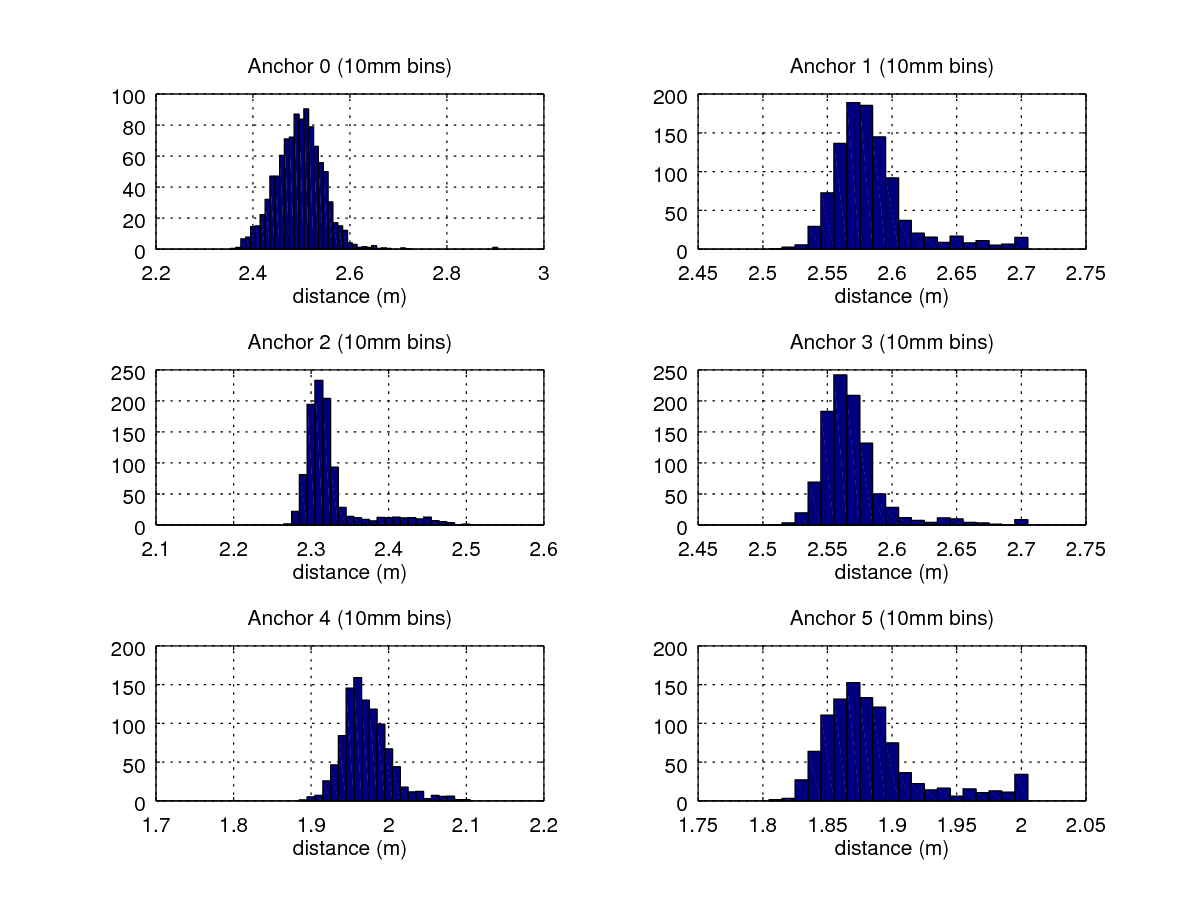 Anchor 0 (10mm bins)
100
80
60
40
20
0
2.2 2.4 2.6 2.8 3
distance (m)
Anchor 1 (10mm bins)
200
150
100
50
0
2.45 2.5 2.55 2.6 2.65 2.7 2.75
distance (m)
Anchor 2 (10mm bins)
250
200
150
100
50
0
2.1 2.2 2.3 2.4 2.5 2.6
distance (m)
Anchor 3 (10mm bins)
250
200
150
100
50
0
2.45 2.5 2.55 2.6 2.65 2.7 2.75
distance (m)
Anchor 4 (10mm bins)
200
150
100
50
0
1.7 1.8 1.9 2 2.1 2.2
distance (m)
Anchor 5 (10mm bins)
200
150
100
50
0
1.75 1.8 1.85 1.9 1.95 2 2.05
distance (m)